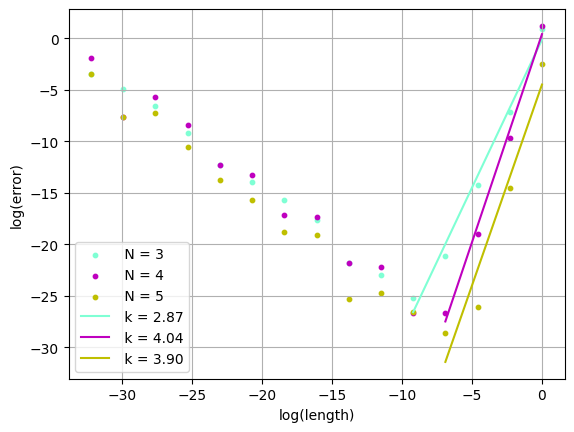 0
−5
−10
−15
−20
−25
−30
log(error)
N = 3
N = 4
N = 5
k = 2.87
k = 4.04
k = 3.90
−30
−25
−20
−15
−10
−5
0
log(length)